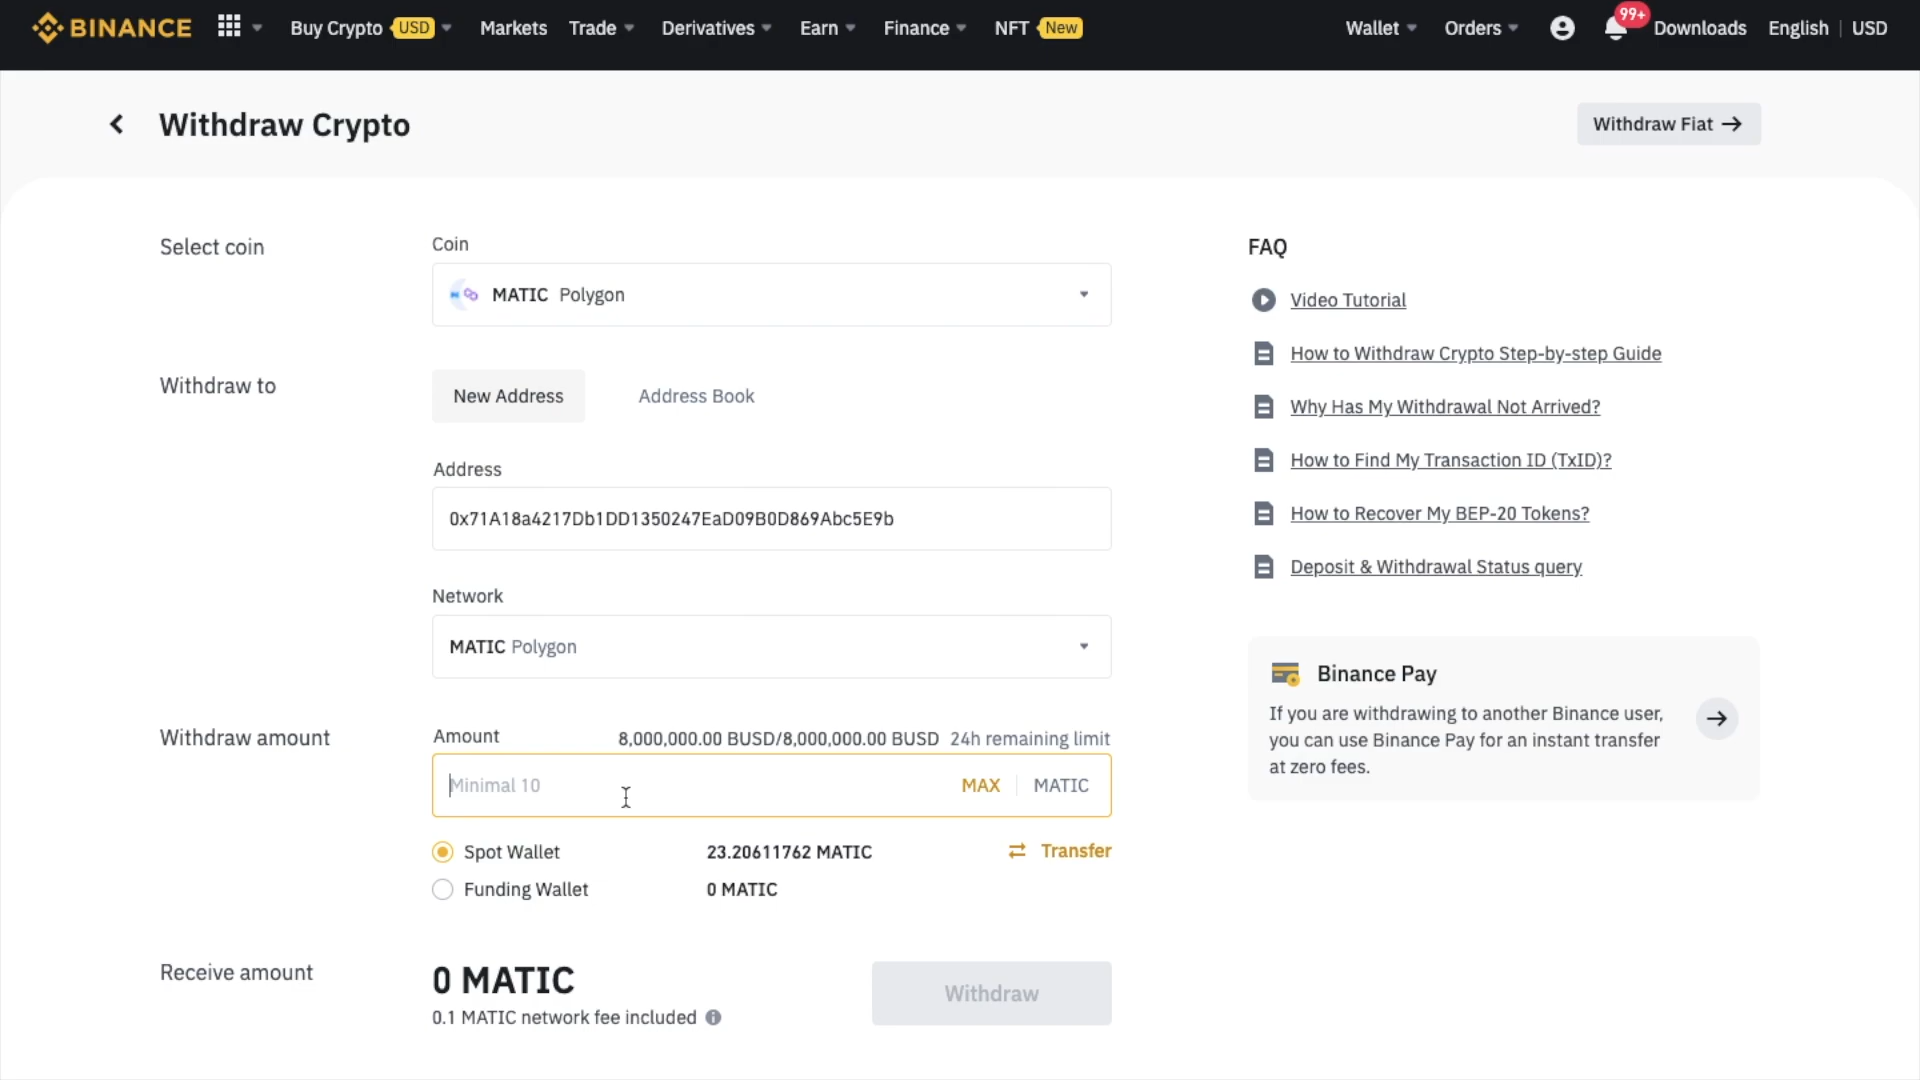 BINANCE Buy Crypto USD Markets Trade Derivatives Earn Finance NFT New Wallet Orders 99+ Downloads English | USD
Withdraw Crypto
Withdraw Fiat →
Select coin
Coin
MATIC Polygon
Withdraw to
New Address Address Book
Address
0x71A18a4217Db1DD1350247EaD09B0D869Abc5E9b
Network
MATIC Polygon
Withdraw amount
Amount 8,000,000.00 BUSD/8,000,000.00 BUSD 24h remaining limit
Minimal 10 MAX MATIC
Spot Wallet 23.20611762 MATIC Transfer
Funding Wallet 0 MATIC
Receive amount
0 MATIC
0.1 MATIC network fee included
Withdraw
FAQ
Video Tutorial
How to Withdraw Crypto Step-by-step Guide
Why Has My Withdrawal Not Arrived?
How to Find My Transaction ID (TxID)?
How to Recover My BEP-20 Tokens?
Deposit & Withdrawal Status query
Binance Pay
If you are withdrawing to another Binance user,
you can use Binance Pay for an instant transfer
at zero fees.